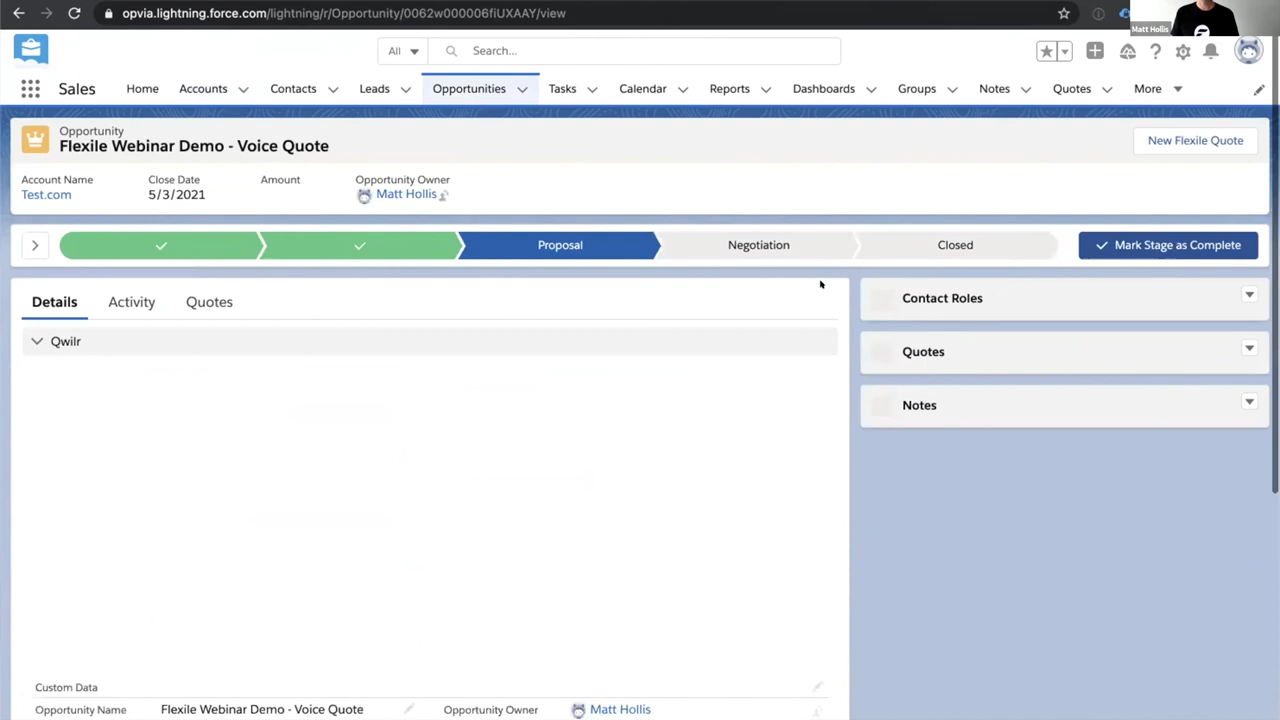 opvia.lightning.force.com/lightning/r/Opportunity/0062w000006fiUXAAY/view
Matt Hollis
All
Search...
Sales
Home
Accounts
Contacts
Leads
Opportunities
Tasks
Calendar
Reports
Dashboards
Groups
Notes
Quotes
More
Opportunity
Flexile Webinar Demo - Voice Quote
New Flexile Quote
Account Name
Close Date
Amount
Opportunity Owner
Test.com
5/3/2021
Matt Hollis
Proposal
Negotiation
Closed
Mark Stage as Complete
Details
Activity
Quotes
Contact Roles
Qwilr
Quotes
Notes
Custom Data
Opportunity Name
Flexile Webinar Demo - Voice Quote
Opportunity Owner
Matt Hollis